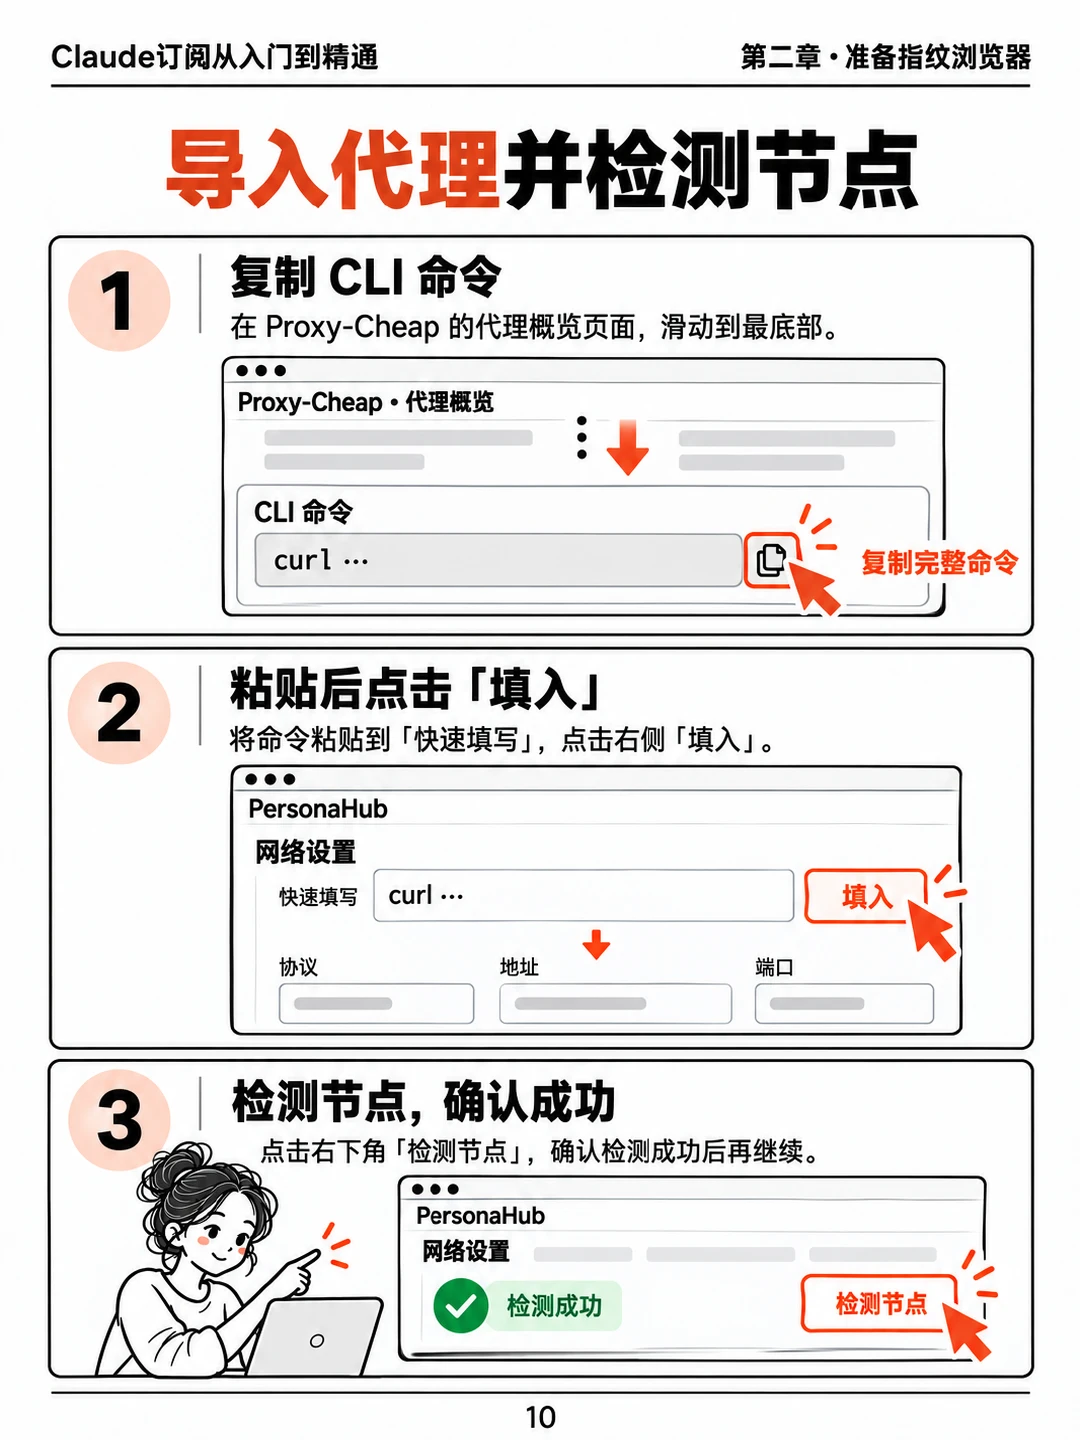 Claude订阅从入门到精通
第二章·准备指纹浏览器
导入代理并检测节点
1
复制 CLI 命令
在 Proxy-Cheap 的代理概览页面，滑动到最底部。
Proxy-Cheap·代理概览
CLI 命令
curl ···
复制完整命令
2
粘贴后点击「填入」
将命令粘贴到「快速填写」，点击右侧「填入」。
PersonaHub
网络设置
快速填写
curl ···
填入
协议
地址
端口
3
检测节点，确认成功
点击右下角「检测节点」，确认检测成功后再继续。
PersonaHub
网络设置
检测成功
检测节点
10